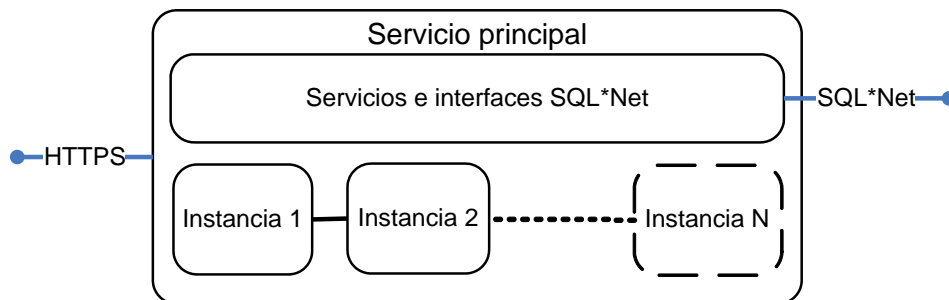 Servicio principal
Servicios e interfaces SQL*Net
SQL*Net
HTTPS
Instancia 1
Instancia 2
Instancia N